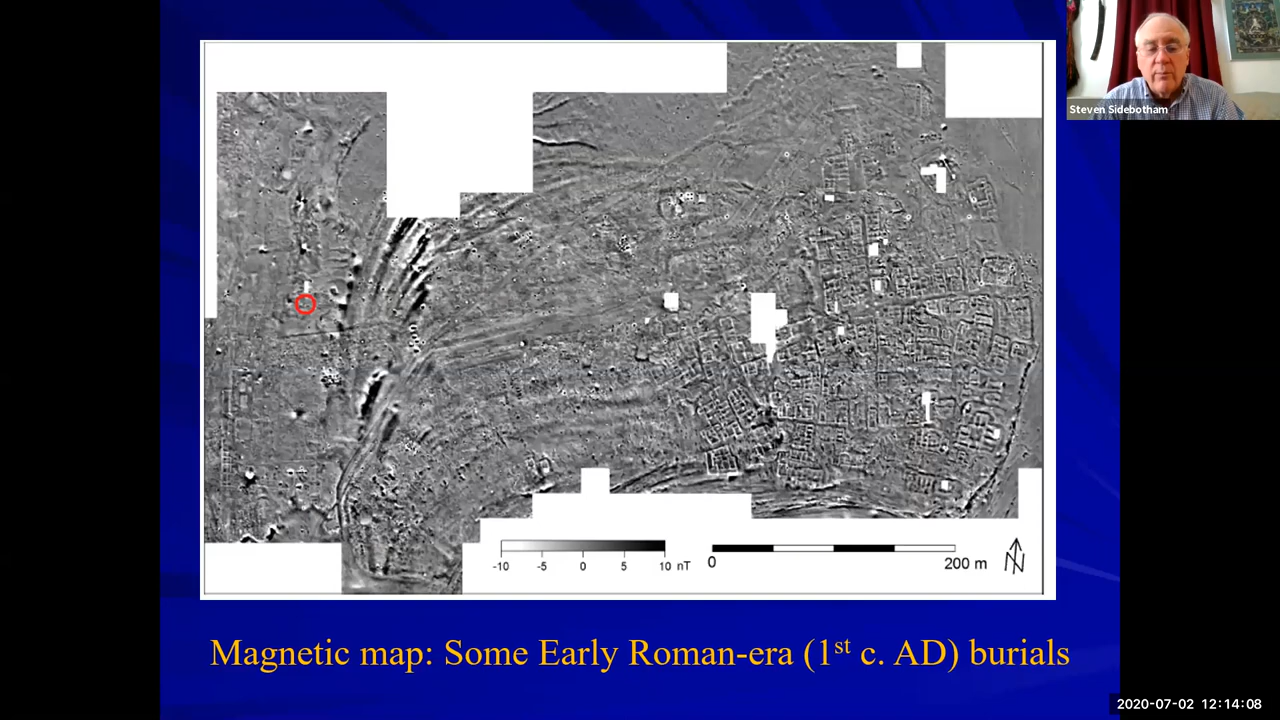 Steven Sidebotham
-10 -5 0 5 10 nT
0 200 m
N
Magnetic map: Some Early Roman-era (1st c. AD) burials
2020-07-02 12:14:08